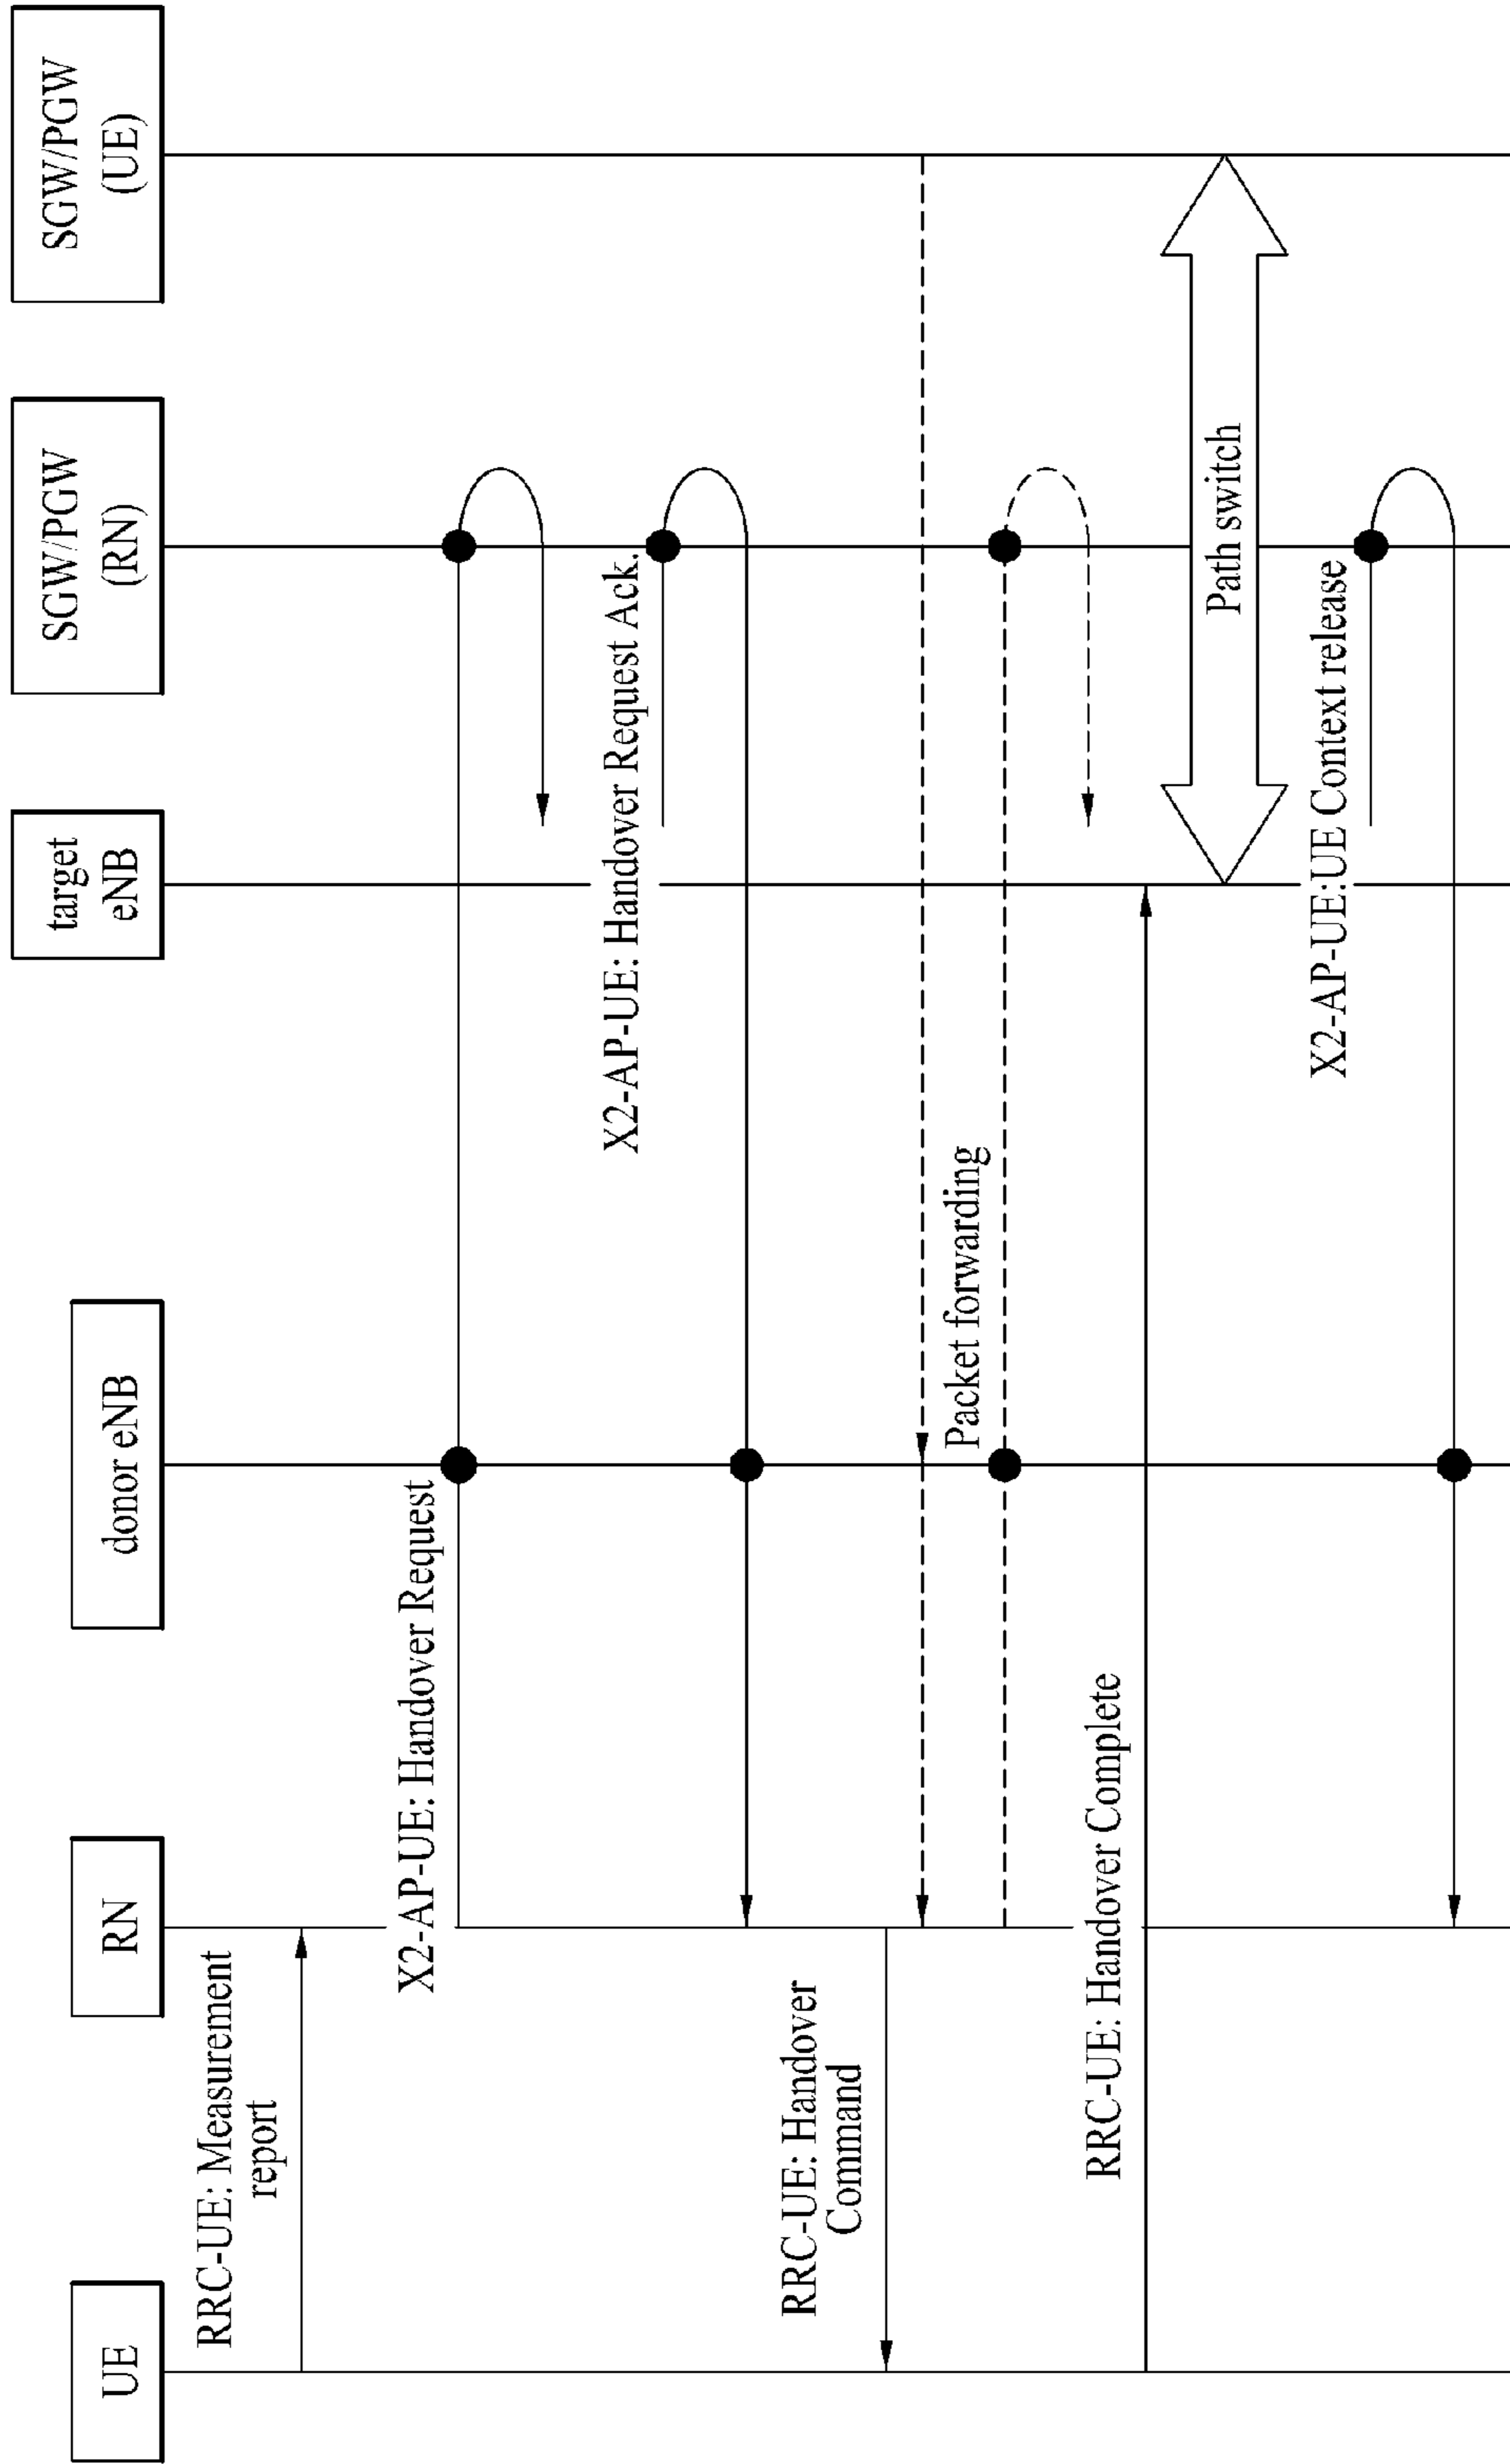 UE
RN
donor eNB
target
eNB
SGW/PGW
(RN)
SGW/PGW
(UE)
RRC-UE: Measurement
report
X2-AP-UE: Handover Request
X2-AP-UE: Handover Request Ack.
RRC-UE: Handover
Command
Packet forwarding
RRC-UE: Handover Complete
Path switch
X2-AP-UE:UE Context release